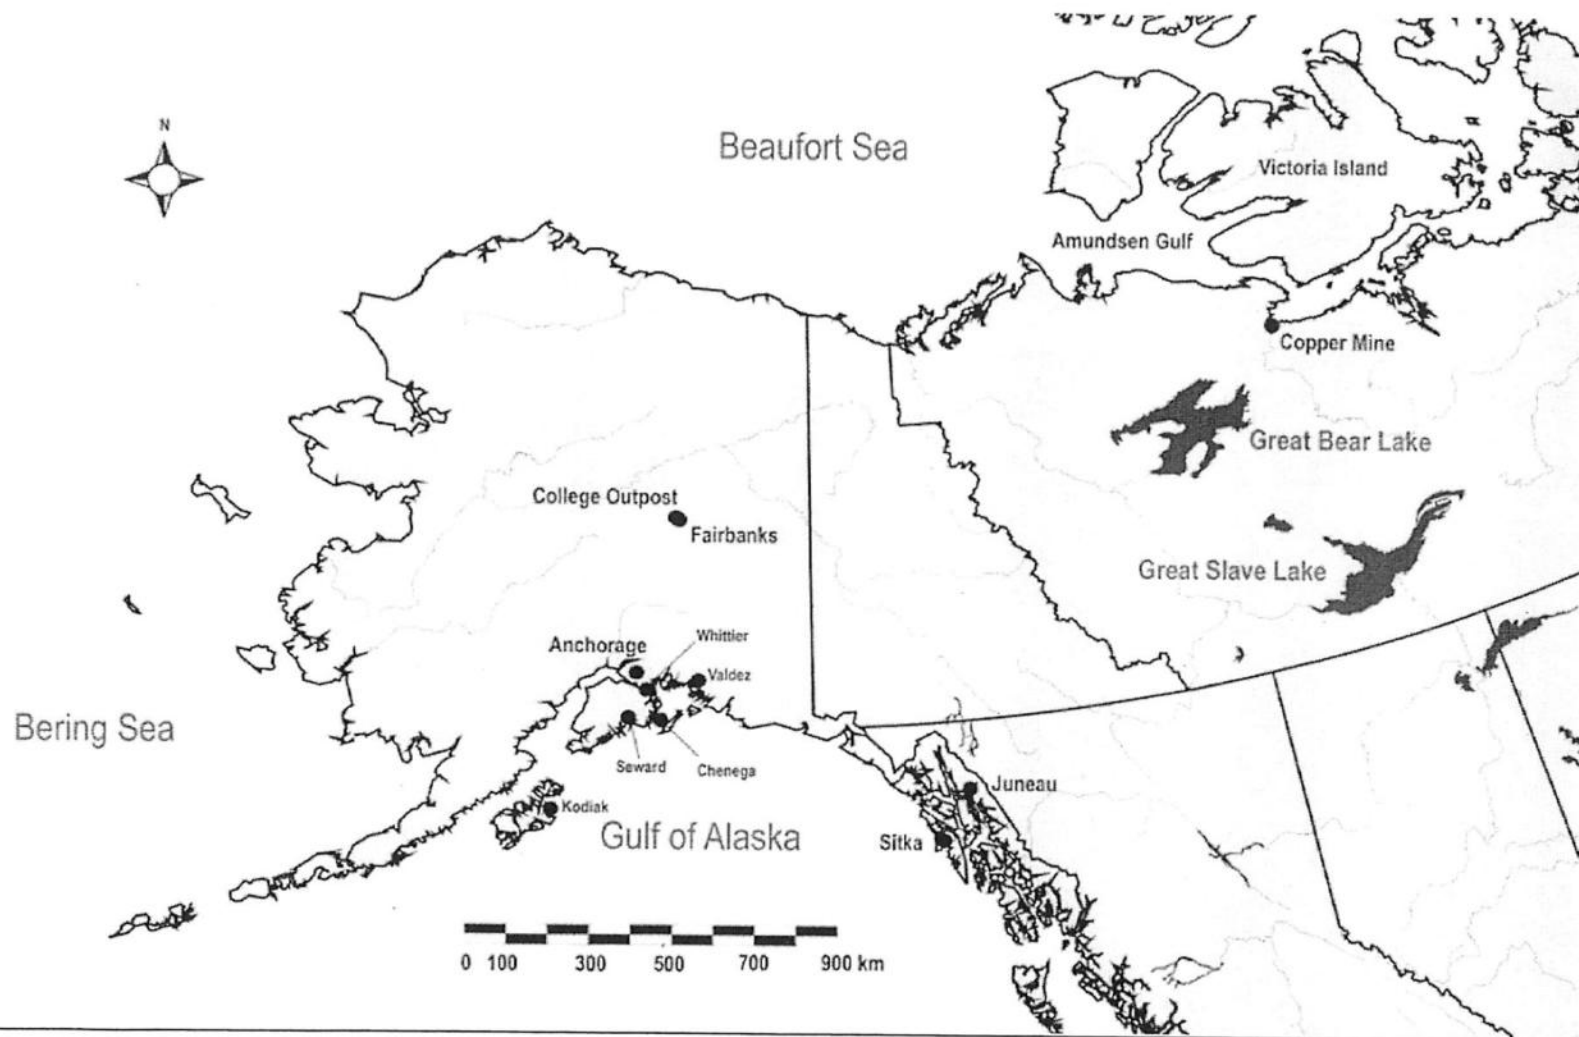 N
Beaufort Sea
Victoria Island
Amundsen Gulf
Copper Mine
Great Bear Lake
College Outpost
Fairbanks
Great Slave Lake
Whittier
Anchorage
Valdez
Bering Sea
Seward
Chenega
Juneau
Kodiak
Gulf of Alaska
Sitka
0 100 300 500 700 900 km